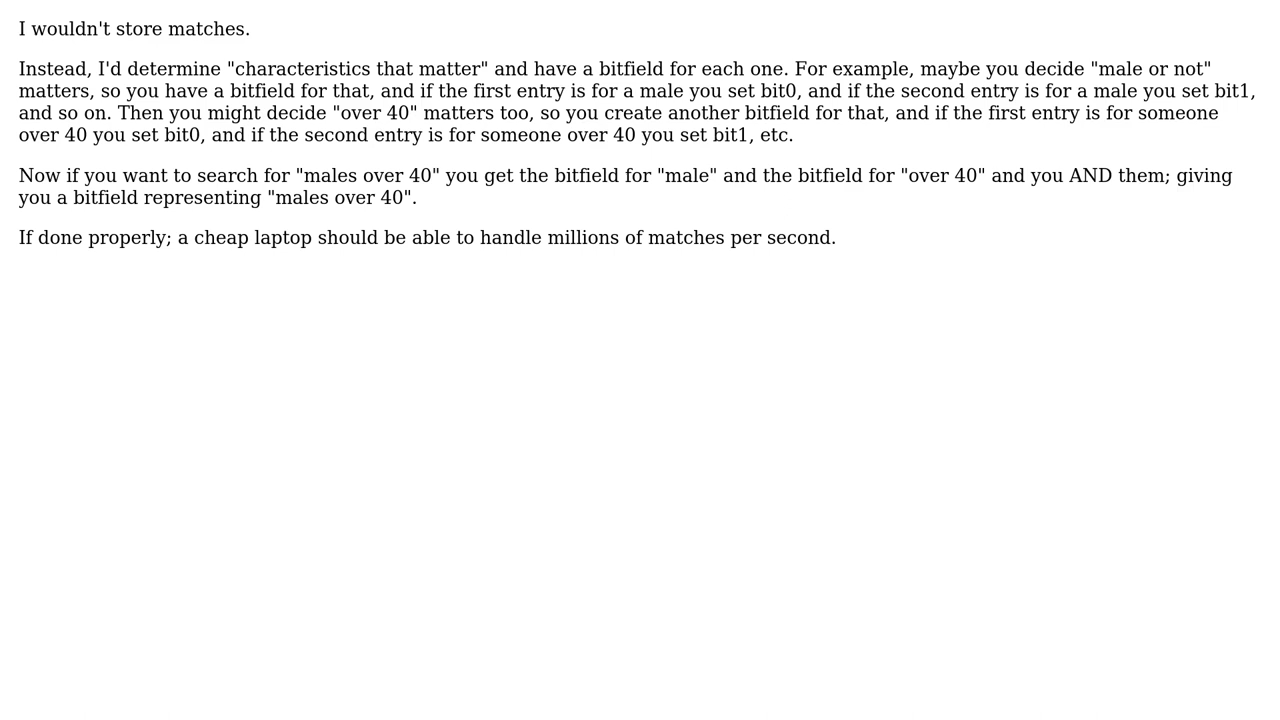 I wouldn't store matches.
Instead, I'd determine "characteristics that matter" and have a bitfield for each one. For example, maybe you decide "male or not"
matters, so you have a bitfield for that, and if the first entry is for a male you set bit0, and if the second entry is for a male you set bit1,
and so on. Then you might decide "over 40" matters too, so you create another bitfield for that, and if the first entry is for someone
over 40 you set bit0, and if the second entry is for someone over 40 you set bit1, etc.
Now if you want to search for "males over 40" you get the bitfield for "male" and the bitfield for "over 40" and you AND them; giving
you a bitfield representing "males over 40".
If done properly; a cheap laptop should be able to handle millions of matches per second.